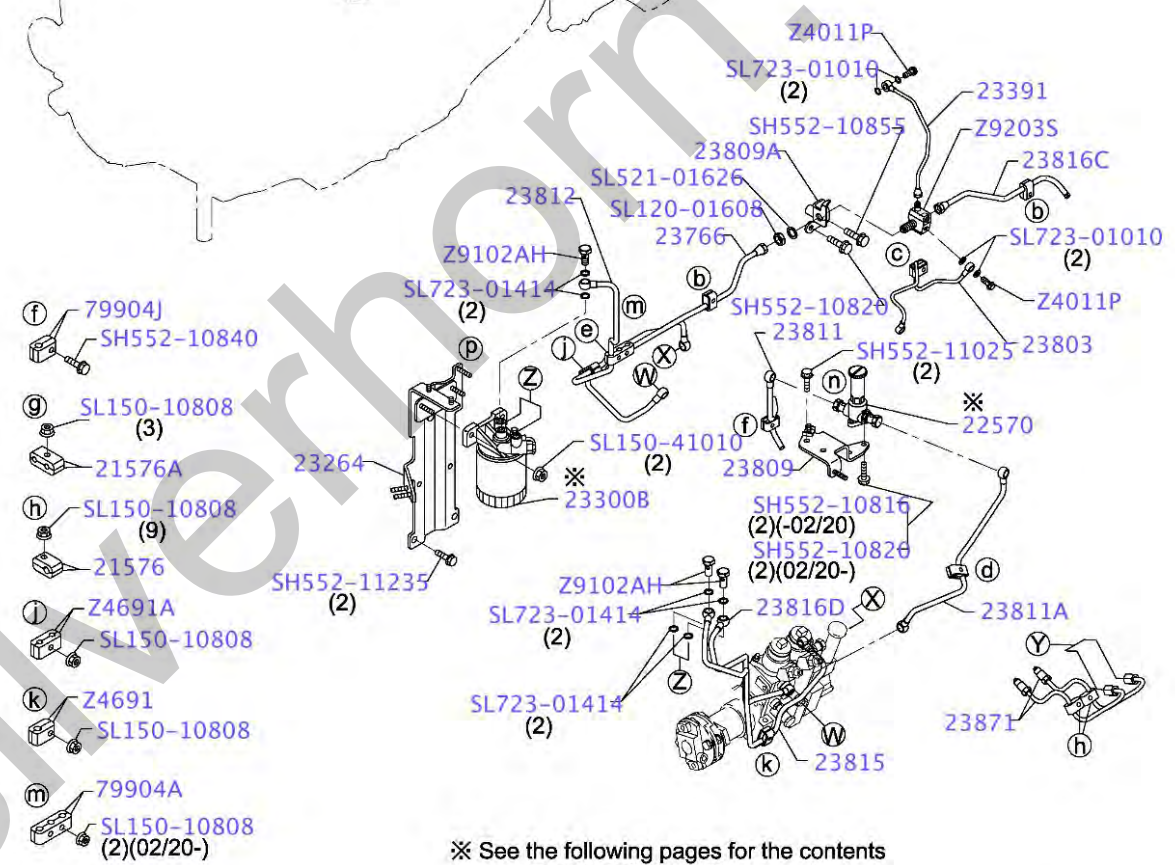 Z4011P
SL723-01010
(2)
23391
SH552-10855
Z9203S
23809A
23816C
SL521-01626
23812
SL120-01608
b
23766
SL723-01010
(2)
Z9102AH
c
b
SL723-01414
(2)
m
Z4011P
SH552-10820
f
79904J
SH552-10840
e
23811
j
X
SH552-11025
(2)
23803
p
W
n
Z
※
22570
g
SL150-10808
(3)
f
SL150-41010
(2)
21576A
23264
23809
※
23300B
h
SL150-10808
(9)
SH552-10816
(2)(-02/20)
21576
SH552-10820
(2)(02/20-)
d
SH552-11235
(2)
Z9102AH
j
Z4691A
SL723-01414
(2)
23816D
X
23811A
SL150-10808
Y
Z
k
Z4691
SL723-01414
(2)
W
23871
SL150-10808
h
k
23815
m
79904A
SL150-10808
(2)(02/20-)
※ See the following pages for the contents
olverhorn.